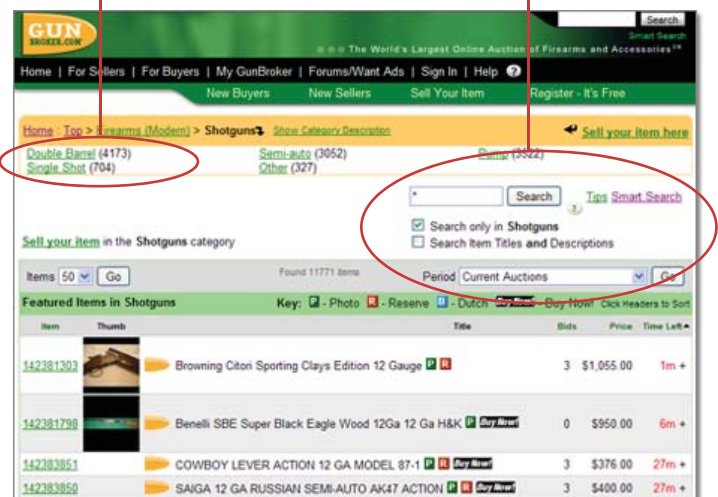 GUN
BROKER.COM
Search
Smart Search
The World's Largest Online Auction of Firearms and Accessories SM
Home | For Sellers | For Buyers | My GunBroker | Forums/Want Ads | Sign In | Help ?
New Buyers New Sellers Sell Your Item Register - It's Free
Home : Top > Firearms (Modern) > Shotguns Show Category Description Sell your item here
Double Barrel (4173) Semi-auto (3052) Pump (3522)
Single Shot (704) Other (327)
* Search ? Tips Smart Search
Search only in Shotguns
Sell your item in the Shotguns category Search Item Titles and Descriptions
Items 50 Go Found 11771 items Period Current Auctions Go
Featured Items in Shotguns Key: P - Photo R - Reserve D - Dutch Buy Now! - Buy Now! Click Headers to Sort
Item Thumb Title Bids Price Time Left
142381303 Browning Citori Sporting Clays Edition 12 Gauge P R 3 $1,055.00 1m +
142381798 Benelli SBE Super Black Eagle Wood 12Ga 12 Ga H&K P Buy Now! 0 $950.00 6m +
142383851 COWBOY LEVER ACTION 12 GA MODEL 87-1 P R Buy Now! 3 $376.00 27m +
142383850 SAIGA 12 GA RUSSIAN SEMI-AUTO AK47 ACTION P R Buy Now! 3 $400.00 27m +